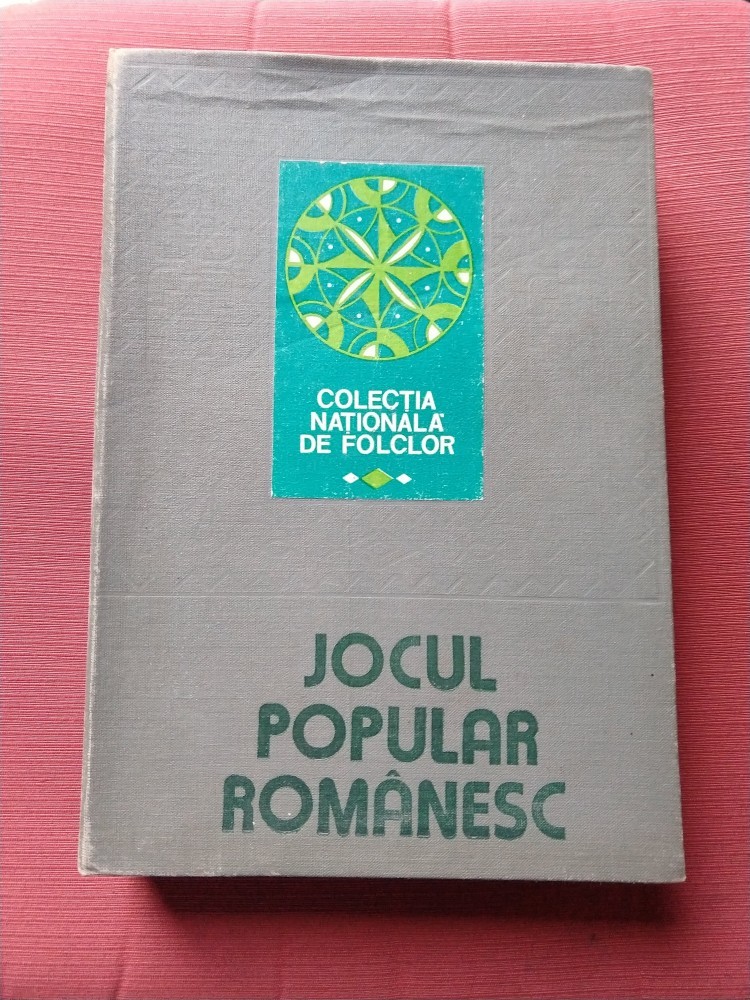 COLECȚIA
NAȚIONALĂ
DE FOLCLOR
JOCUL
POPULAR
ROMÂNESC